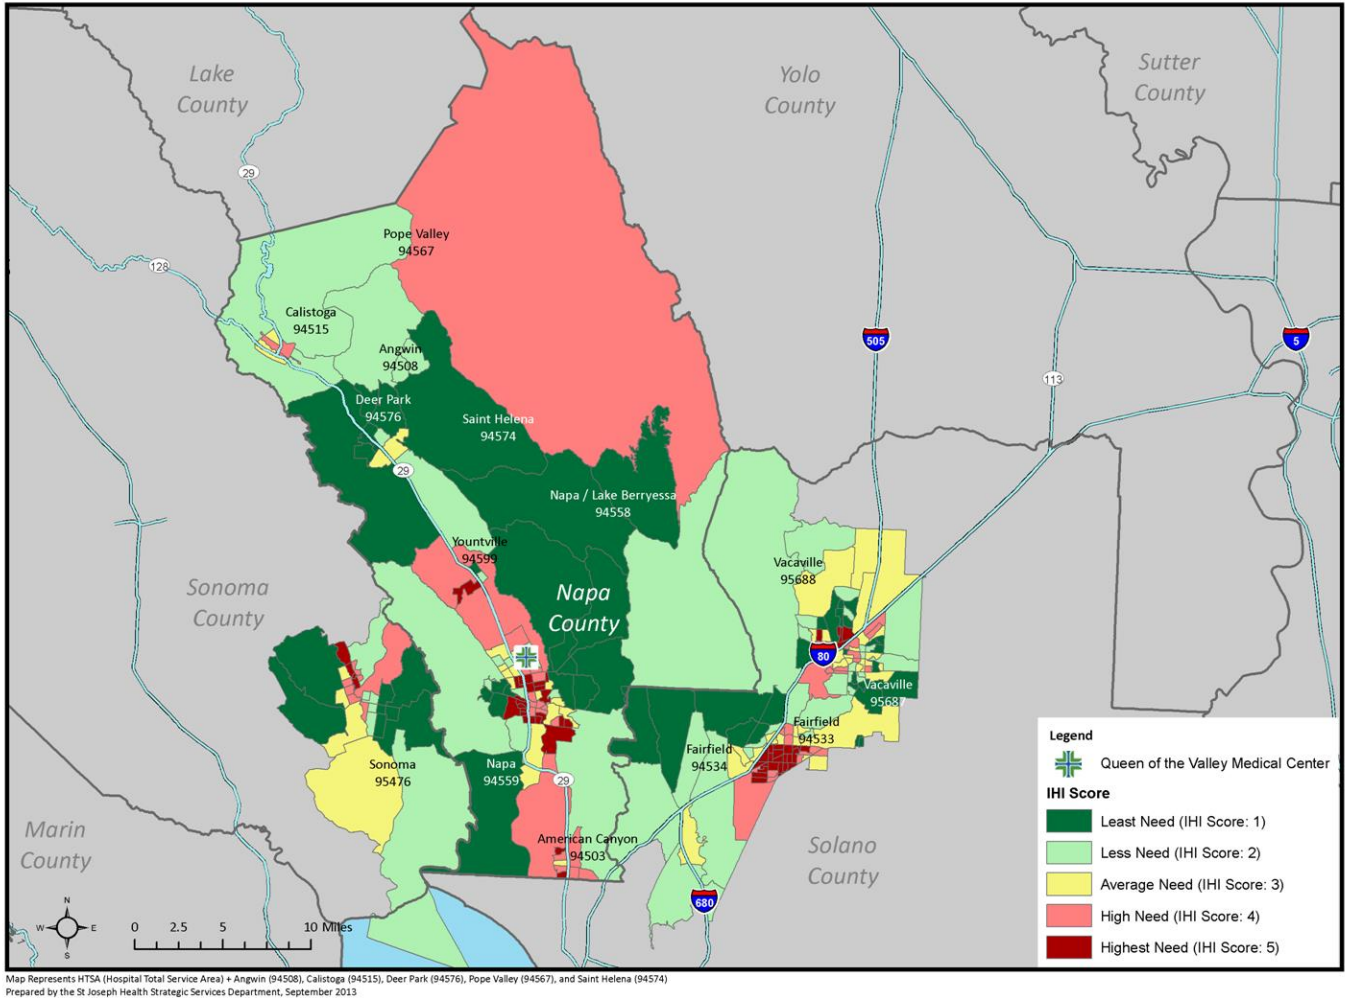 Lake
County
Yolo
County
Sutter
County
29
Pope Valley
94567
128
Calistoga
94515
505
5
Angwin
94508
113
Deer Park
94576
Saint Helena
94574
29
Napa / Lake Berryessa
94558
Yountville
94599
Vacaville
95688
Sonoma
County
Napa
County
80
Vacaville
95687
Fairfield
94533
Fairfield
94534
Sonoma
95476
Napa
94559
29
American Canyon
94503
Marin
County
Solano
County
680
Legend
Queen of the Valley Medical Center
IHI Score
Least Need (IHI Score: 1)
Less Need (IHI Score: 2)
Average Need (IHI Score: 3)
High Need (IHI Score: 4)
Highest Need (IHI Score: 5)
N
W E
S
0 2.5 5 10 Miles
Map Represents HTSA (Hospital Total Service Area) + Angwin (94508), Calistoga (94515), Deer Park (94576), Pope Valley (94567), and Saint Helena (94574)
Prepared by the St Joseph Health Strategic Services Department, September 2013